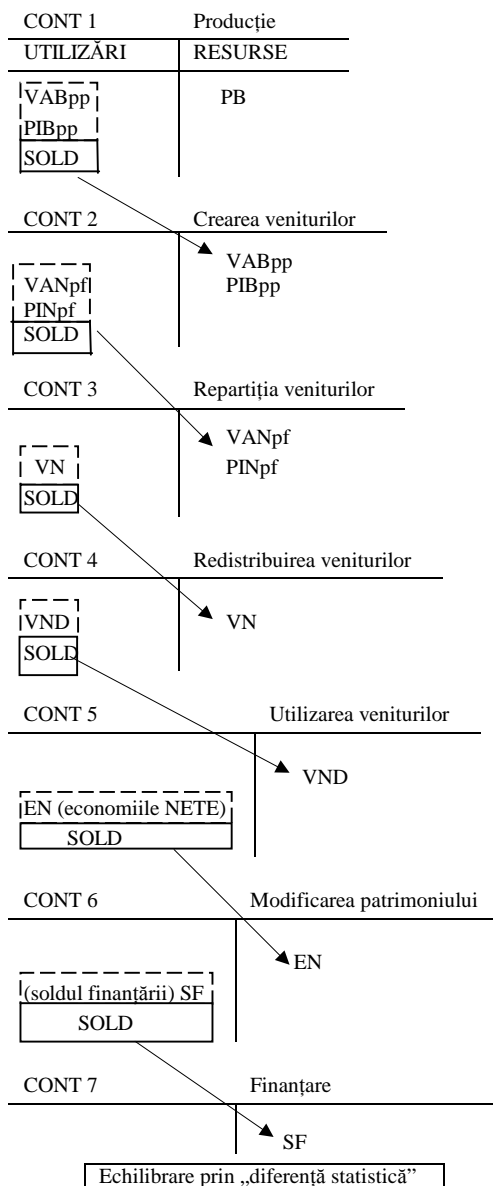 CONT 1 Producție
UTILIZĂRI RESURSE
VABpp PB
PIBpp
SOLD
CONT 2 Crearea veniturilor
VABpp
VANpf PIBpp
PINpf
SOLD
CONT 3 Repartiția veniturilor
VANpf
VN PINpf
SOLD
CONT 4 Redistribuirea veniturilor
VND VN
SOLD
CONT 5 Utilizarea veniturilor
VND
EN (economiile NETE)
SOLD
CONT 6 Modificarea patrimoniului
EN
(soldul finanțării) SF
SOLD
CONT 7 Finanțare
SF
Echilibrare prin „diferență statistică”